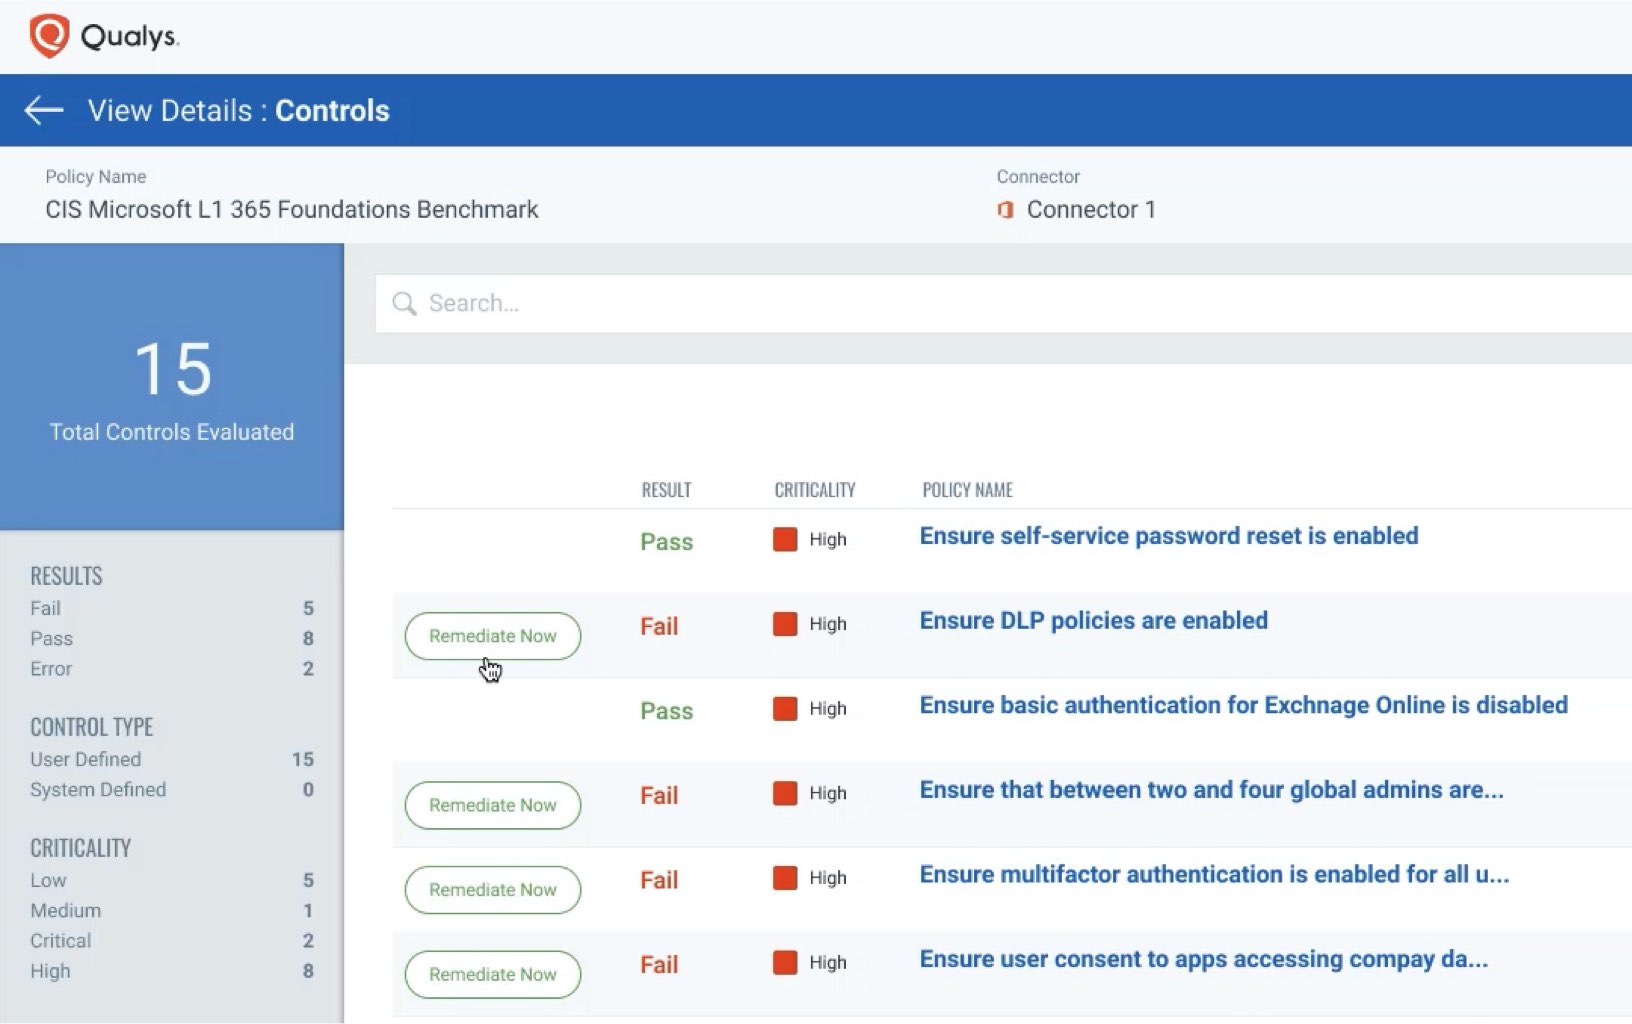 Qualys.
View Details : Controls
Policy Name
CIS Microsoft L1 365 Foundations Benchmark
Connector
Connector 1
15
Total Controls Evaluated
Search...
RESULTS
Fail 5
Pass 8
Error 2
CONTROL TYPE
User Defined 15
System Defined 0
CRITICALITY
Low 5
Medium 1
Critical 2
High 8
RESULT CRITICALITY POLICY NAME
Pass High Ensure self-service password reset is enabled
Remediate Now Fail High Ensure DLP policies are enabled
Pass High Ensure basic authentication for Exchnage Online is disabled
Remediate Now Fail High Ensure that between two and four global admins are...
Remediate Now Fail High Ensure multifactor authentication is enabled for all u...
Remediate Now Fail High Ensure user consent to apps accessing compay da...